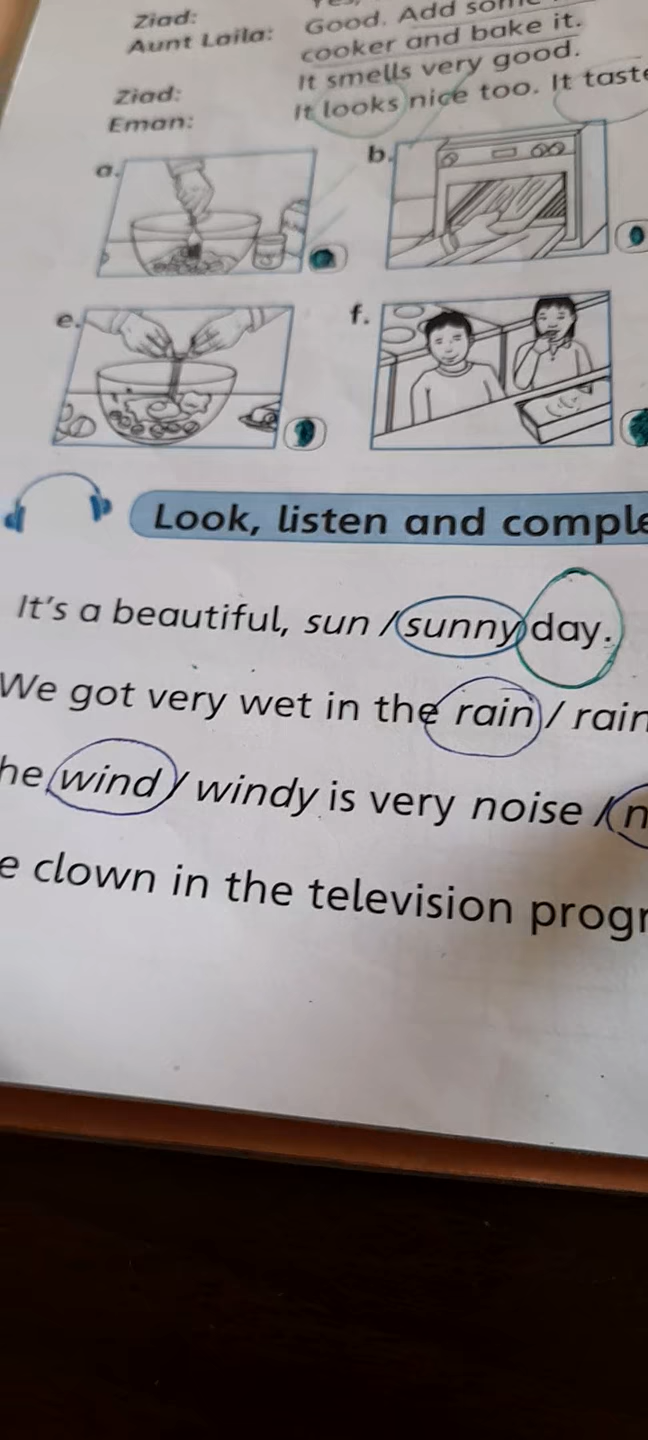 Ziad:
Aunt Laila: Good. Add some
cooker and bake it.
Ziad: It smells very good.
Eman: It looks nice too. It taste
a.
b.
e.
f.
Look, listen and comple
It's a beautiful, sun / sunny day.
We got very wet in the rain / rain
he wind / windy is very noise / n
e clown in the television progr